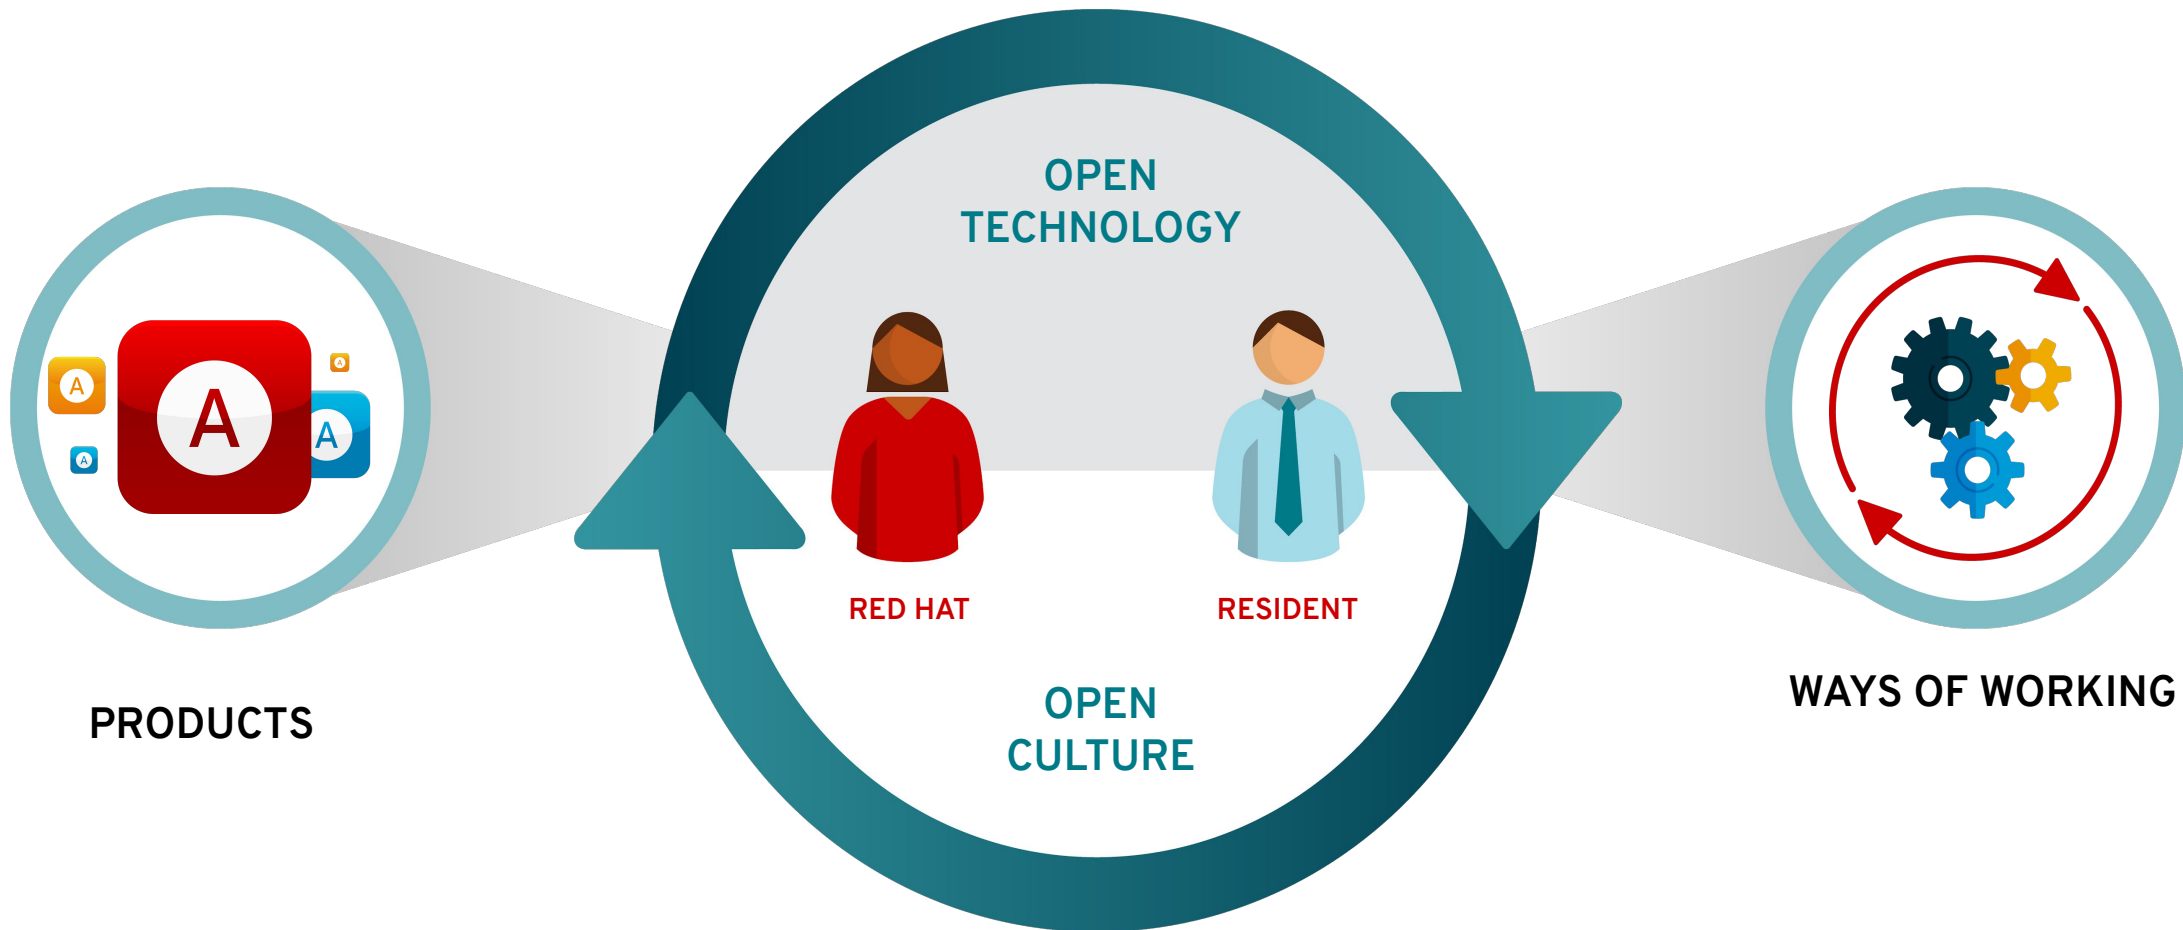 OPEN
TECHNOLOGY
A
A
A
A
A
RED HAT
RESIDENT
OPEN
CULTURE
PRODUCTS
WAYS OF WORKING